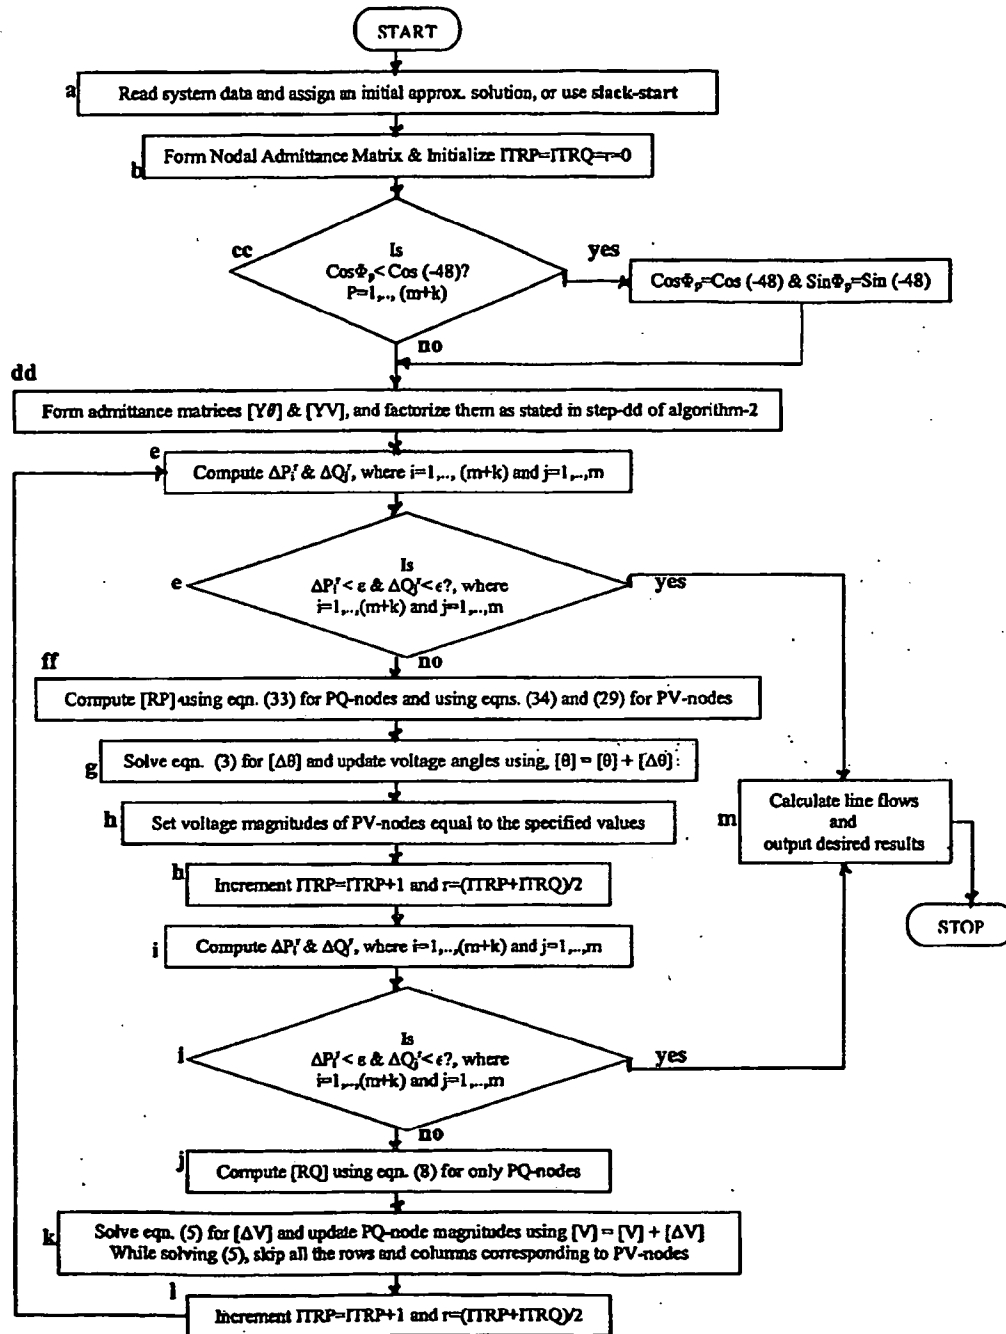 START
a
Read system data and assign an initial approx. solution, or use slack-start
b
Form Nodal Admittance Matrix & Initialize ITRP=ITRQ=r=0
cc
Is
CosΦp< Cos (-48)?
P=1,.., (m+k)
yes
CosΦp=Cos (-48) & SinΦp=Sin (-48)
no
dd
Form admittance matrices [Yθ] & [YV], and factorize them as stated in step-dd of algorithm-2
e
Compute ΔPiʳ & ΔQjʳ, where i=1,.., (m+k) and j=1,..,m
e
Is
ΔPiʳ< ε & ΔQjʳ< ϵ?, where
i=1,..,(m+k) and j=1,..,m
yes
no
ff
Compute [RP] using eqn. (33) for PQ-nodes and using eqns. (34) and (29) for PV-nodes
g
Solve eqn. (3) for [Δθ] and update voltage angles using, [θ] = [θ] + [Δθ]
h
Set voltage magnitudes of PV-nodes equal to the specified values
h
Increment ITRP=ITRP+1 and r=(ITRP+ITRQ)/2
i
Compute ΔPiʳ & ΔQjʳ, where i=1,..,(m+k) and j=1,..,m
i
Is
ΔPiʳ< ε & ΔQjʳ< ϵ?, where
i=1,..,(m+k) and j=1,..,m
yes
no
m
Calculate line flows
and
output desired results
STOP
j
Compute [RQ] using eqn. (8) for only PQ-nodes
k
Solve eqn. (5) for [ΔV] and update PQ-node magnitudes using [V] = [V] + [ΔV]
While solving (5), skip all the rows and columns corresponding to PV-nodes
l
Increment ITRP=ITRP+1 and r=(ITRP+ITRQ)/2